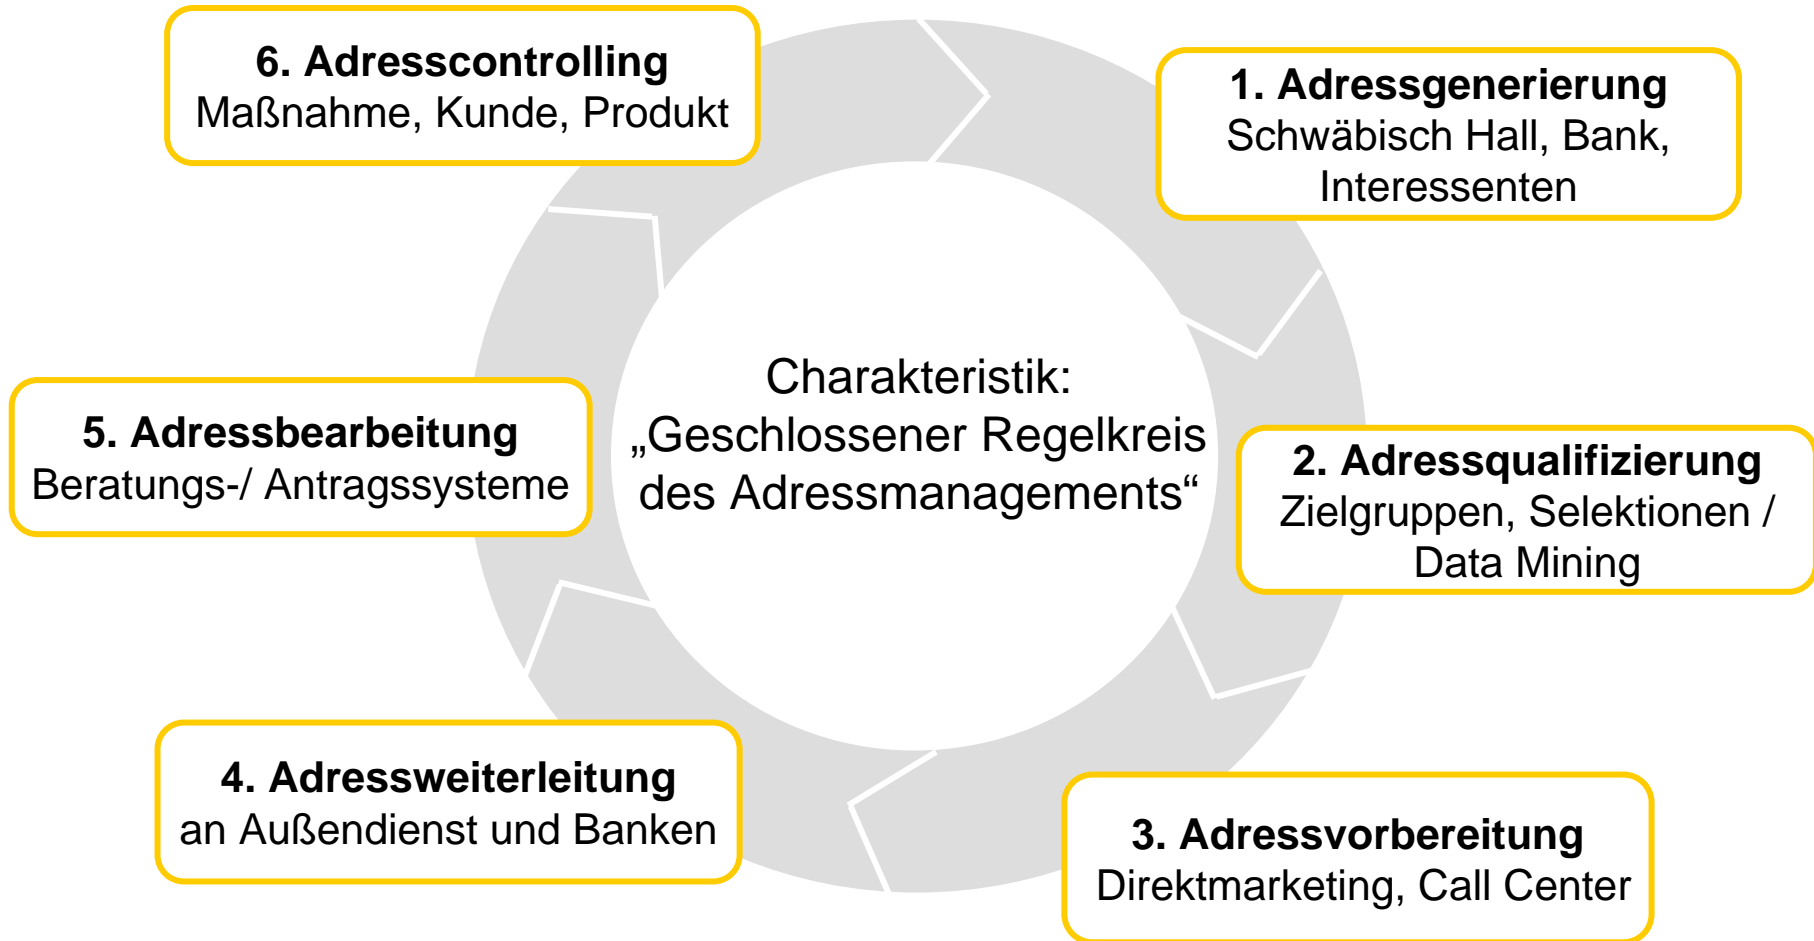 6. Adresscontrolling
Maßnahme, Kunde, Produkt
1. Adressgenerierung
Schwäbisch Hall, Bank,
Interessenten
Charakteristik:
„Geschlossener Regelkreis
des Adressmanagements“
5. Adressbearbeitung
Beratungs-/ Antragssysteme
2. Adressqualifizierung
Zielgruppen, Selektionen /
Data Mining
4. Adressweiterleitung
an Außendienst und Banken
3. Adressvorbereitung
Direktmarketing, Call Center